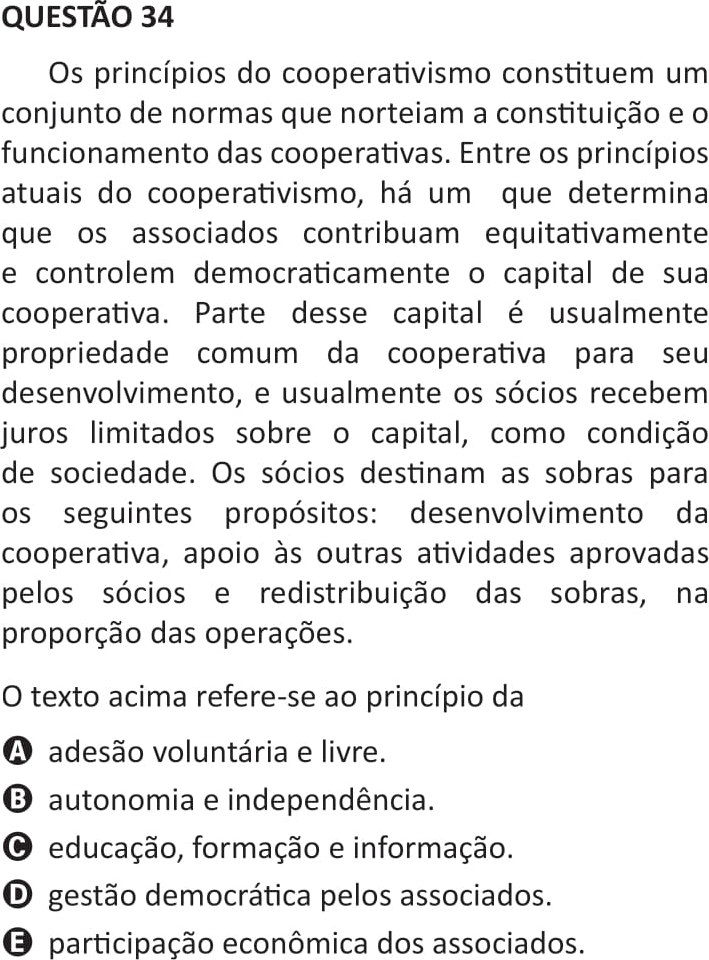 QUESTÃO 34
Os princípios do cooperativismo constituem um
conjunto de normas que norteiam a constituição e o
funcionamento das cooperativas. Entre os princípios
atuais do cooperativismo, há um que determina
que os associados contribuam equitativamente
e controlem democraticamente o capital de sua
cooperativa. Parte desse capital é usualmente
propriedade comum da cooperativa para seu
desenvolvimento, e usualmente os sócios recebem
juros limitados sobre o capital, como condição
de sociedade. Os sócios destinam as sobras para
os seguintes propósitos: desenvolvimento da
cooperativa, apoio às outras atividades aprovadas
pelos sócios e redistribuição das sobras, na
proporção das operações.
O texto acima refere-se ao princípio da
A adesão voluntária e livre.
B autonomia e independência.
C educação, formação e informação.
D gestão democrática pelos associados.
E participação econômica dos associados.